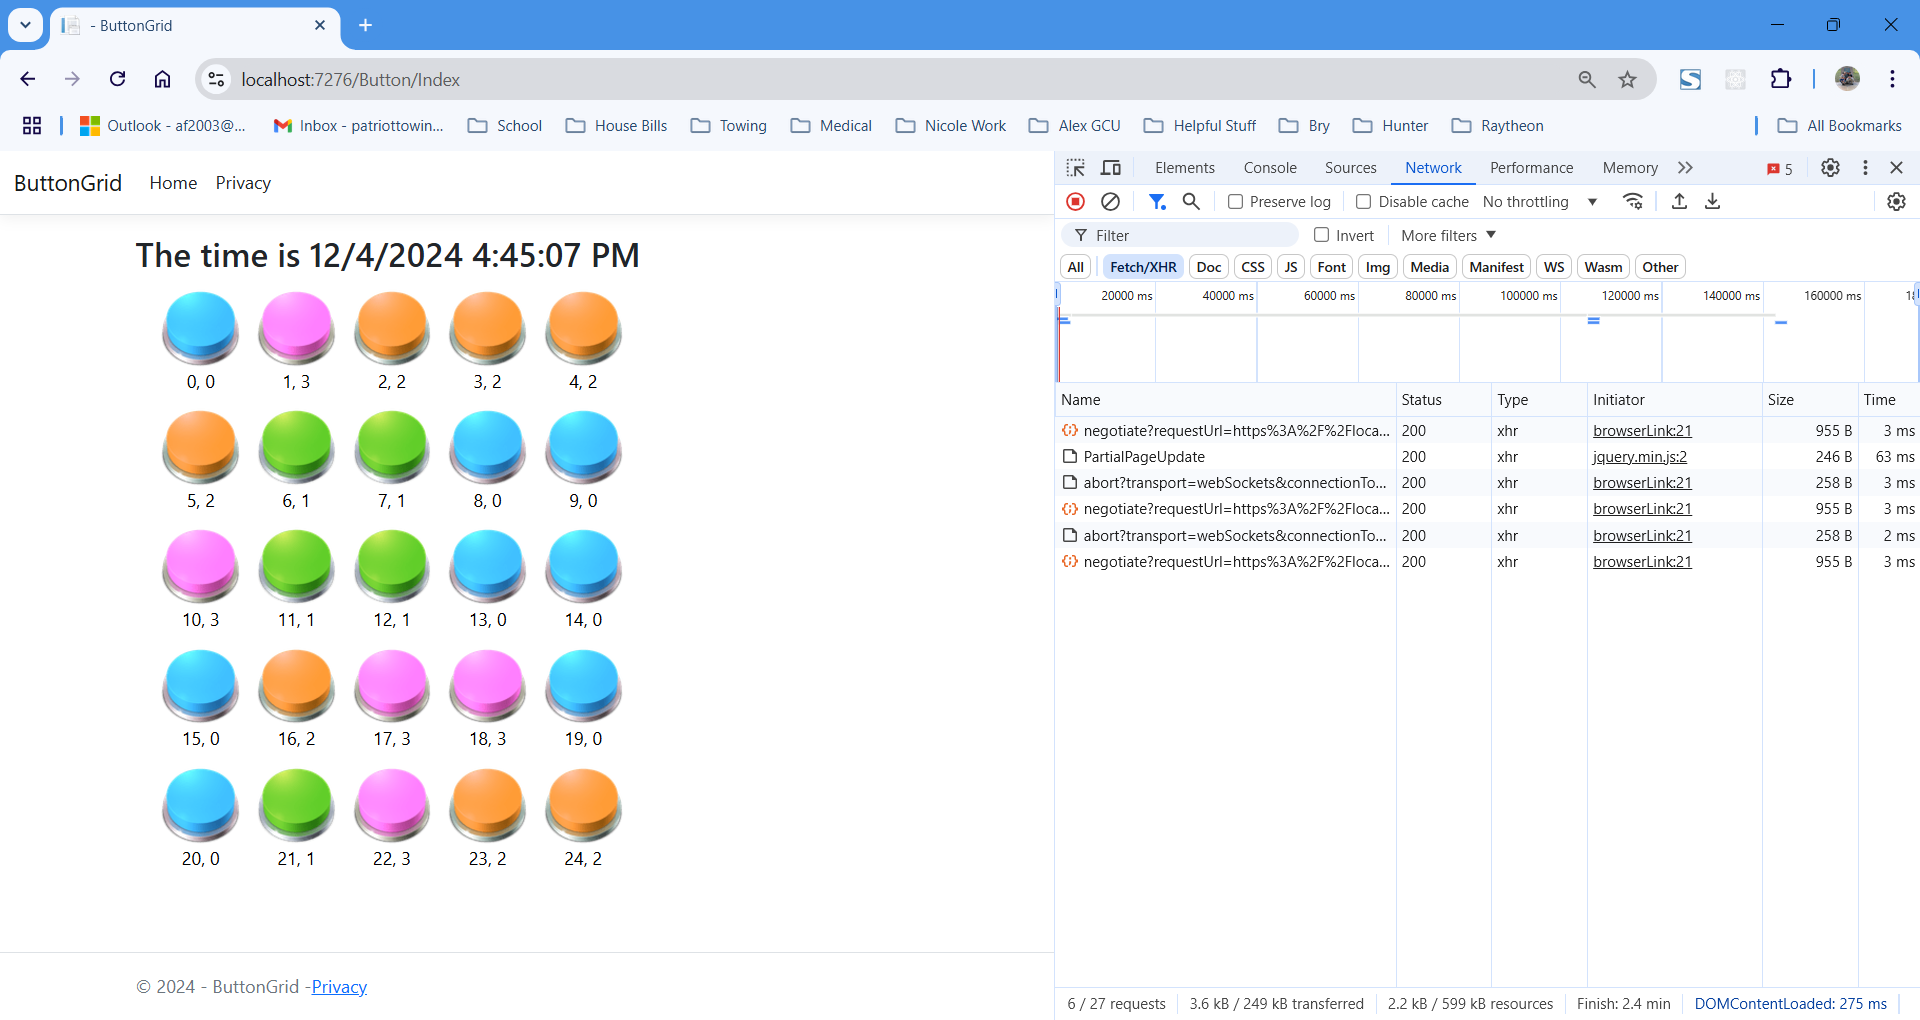 - ButtonGrid
localhost:7276/Button/Index
Outlook - af2003@... Inbox - patriottowin... School House Bills Towing Medical Nicole Work Alex GCU Helpful Stuff Bry Hunter Raytheon All Bookmarks
ButtonGrid Home Privacy
The time is 12/4/2024 4:45:07 PM
0, 0 1, 3 2, 2 3, 2 4, 2
5, 2 6, 1 7, 1 8, 0 9, 0
10, 3 11, 1 12, 1 13, 0 14, 0
15, 0 16, 2 17, 3 18, 3 19, 0
20, 0 21, 1 22, 3 23, 2 24, 2
© 2024 - ButtonGrid -Privacy
Elements Console Sources Network Performance Memory 5
Preserve log Disable cache No throttling
Filter Invert More filters
All Fetch/XHR Doc CSS JS Font Img Media Manifest WS Wasm Other
20000 ms 40000 ms 60000 ms 80000 ms 100000 ms 120000 ms 140000 ms 160000 ms
Name Status Type Initiator Size Time
negotiate?requestUrl=https%3A%2F%2Floca... 200 xhr browserLink:21 955 B 3 ms
PartialPageUpdate 200 xhr jquery.min.js:2 246 B 63 ms
abort?transport=webSockets&connectionTo... 200 xhr browserLink:21 258 B 3 ms
negotiate?requestUrl=https%3A%2F%2Floca... 200 xhr browserLink:21 955 B 3 ms
abort?transport=webSockets&connectionTo... 200 xhr browserLink:21 258 B 2 ms
negotiate?requestUrl=https%3A%2F%2Floca... 200 xhr browserLink:21 955 B 3 ms
6 / 27 requests 3.6 kB / 249 kB transferred 2.2 kB / 599 kB resources Finish: 2.4 min DOMContentLoaded: 275 ms